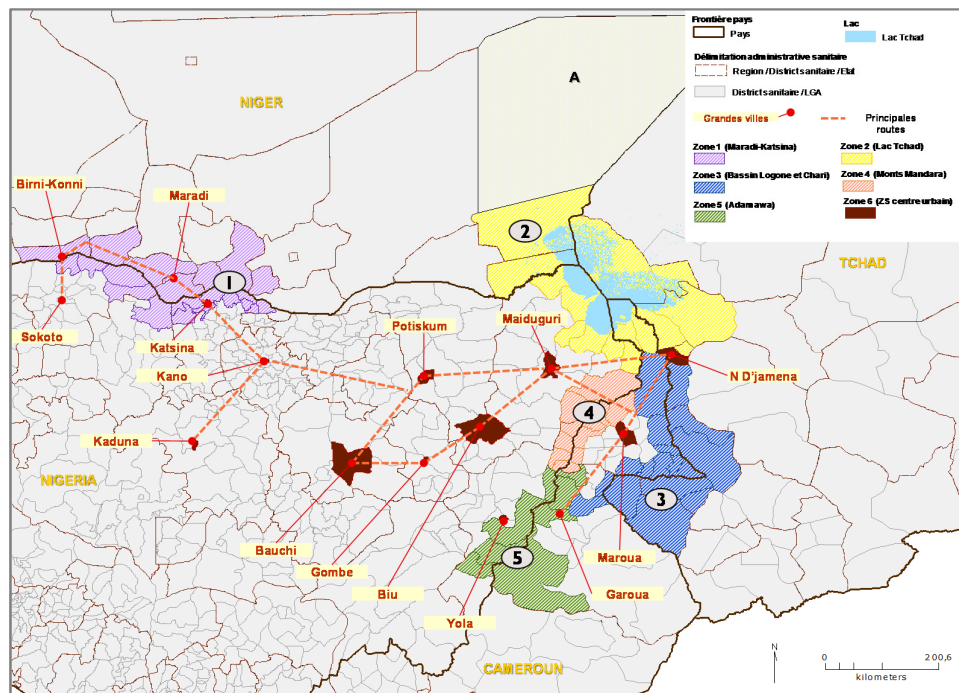 Frontière pays
Pays
Lac
Lac Tchad
Délimitation administrative sanitaire
Region /District sanitaire /Etat
District sanitaire /LGA
Grandes villes
Principales
routes
Zone 1 (Maradi-Katsina)
Zone 2 (Lac Tchad)
Zone 3 (Bassin Logone et Chari)
Zone 4 (Monts Mandara)
Zone 5 (Adamawa)
Zone 6 (ZS centre urbain)
A
NIGER
Birni-Konni
Maradi
2
TCHAD
1
Sokoto
Katsina
Potiskum
Maiduguri
Kano
N D'jamena
4
Kaduna
NIGERIA
3
Bauchi
Gombe
Biu
Yola
5
Maroua
Garoua
CAMEROUN
N
0
200,6
kilometers